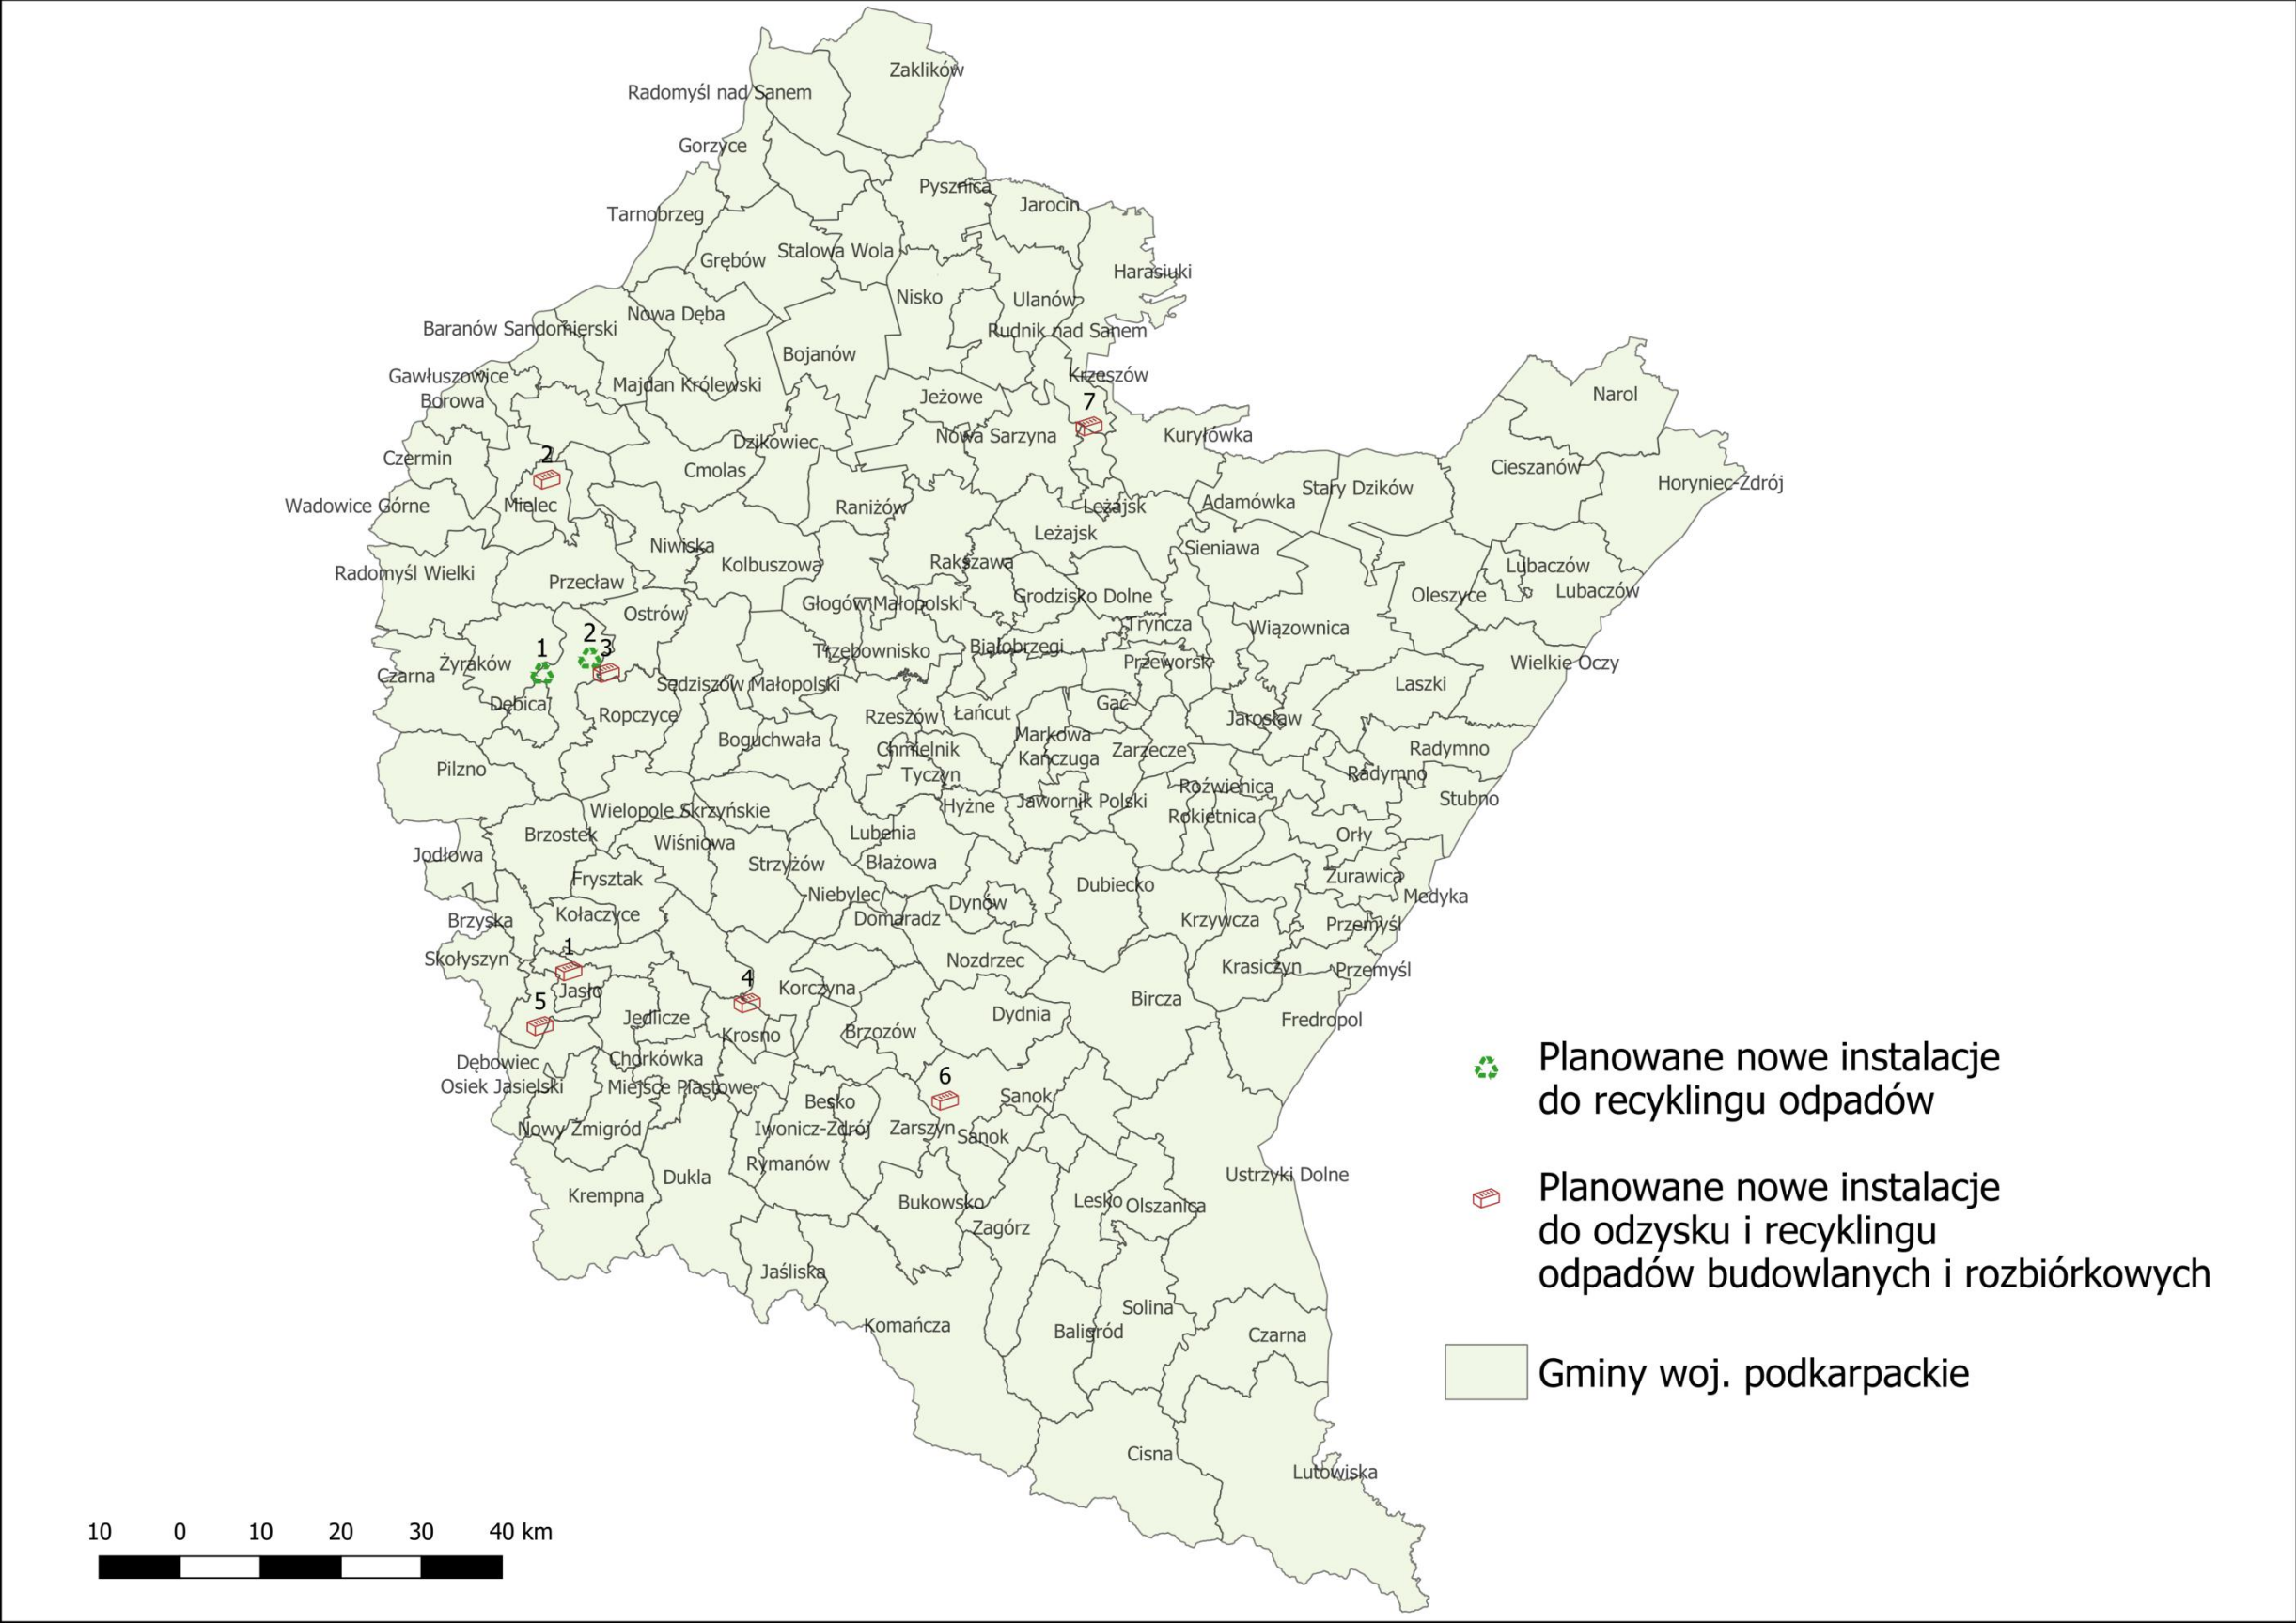 Zaklików
Radomyśl nad Sanem
Gorzyce
Pysznica
Jarocin
Tarnobrzeg
Stalowa Wola
Grębów
Harasiuki
Nisko
Ulanów
Nowa Dęba
Baranów Sandomierski
Rudnik nad Sanem
Bojanów
Gawłuszowice
Krzeszów
Majdan Królewski
Narol
Jeżowe
Borowa
7
Kuryłówka
Nowa Sarzyna
Dzikowiec
2
Czermin
Cieszanów
Cmolas
Horyniec-Zdrój
Stary Dzików
Adamówka
Wadowice Górne
Mielec
Raniżów
Leżajsk
Leżajsk
Niwiska
Sieniawa
Rakszawa
Kolbuszowa
Lubaczów
Radomyśl Wielki
Przecław
Lubaczów
Oleszyce
Grodzisko Dolne
Głogów Małopolski
Ostrów
Tryńcza
Wiązownica
2
1
3
Białobrzegi
Trzebownisko
Przeworsk
Wielkie Oczy
Żyraków
Czarna
Sędziszów Małopolski
Laszki
Dębica
Gać
Łańcut
Ropczyce
Rzeszów
Jarosław
Markowa
Boguchwała
Chmielnik
Zarzecze
Radymno
Kańczuga
Pilzno
Tyczyn
Radymno
Roźwienica
Stubno
Jawornik Polski
Hyżne
Wielopole Skrzyńskie
Rokietnica
Lubenia
Brzostek
Orły
Wiśniowa
Jodłowa
Błażowa
Strzyżów
Żurawica
Frysztak
Dubiecko
Niebylec
Medyka
Dynów
Kołaczyce
Domaradz
Brzyska
Krzywcza
Przemyśl
1
Skołyszyn
Nozdrzec
Krasiczyn
Przemyśl
4
Korczyna
Jasło
5
Bircza
Dydnia
Jedlicze
Fredropol
Brzozów
Krosno
Dębowiec
Chorkówka
6
Osiek Jasielski
Miejsce Piastowe
Sanok
Besko
Nowy Żmigród
Iwonicz-Zdrój
Zarszyn
Sanok
Rymanów
Ustrzyki Dolne
Dukla
Krempna
Bukowsko
Lesko
Olszanica
Zagórz
Jaśliska
Solina
Komańcza
Baligród
Czarna
Cisna
Lutowiska
Planowane nowe instalacje
do recyklingu odpadów
Planowane nowe instalacje
do odzysku i recyklingu
odpadów budowlanych i rozbiórkowych
Gminy woj. podkarpackie
10 0 10 20 30 40 km